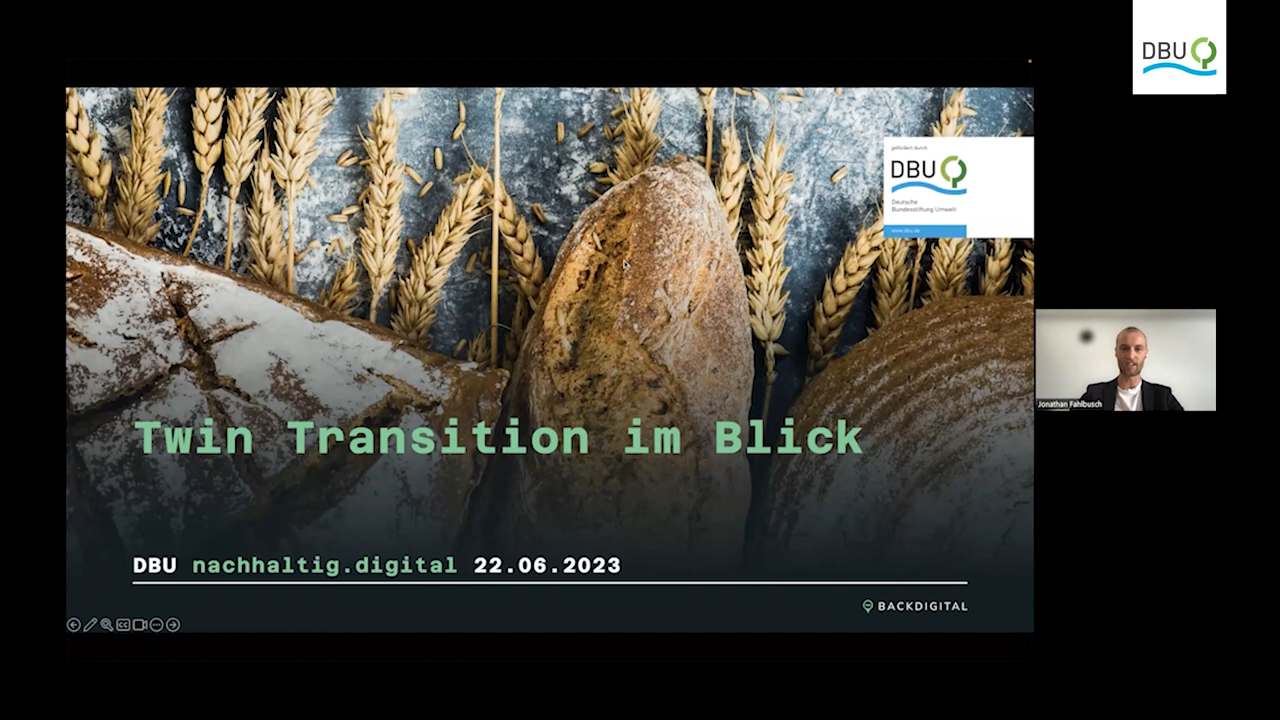 DBU
gefördert durch
DBU
Deutsche
Bundesstiftung Umwelt
www.dbu.de
Jonathan Fahlbusch
Twin Transition im Blick
DBU nachhaltig.digital 22.06.2023
BACKDIGITAL
CC